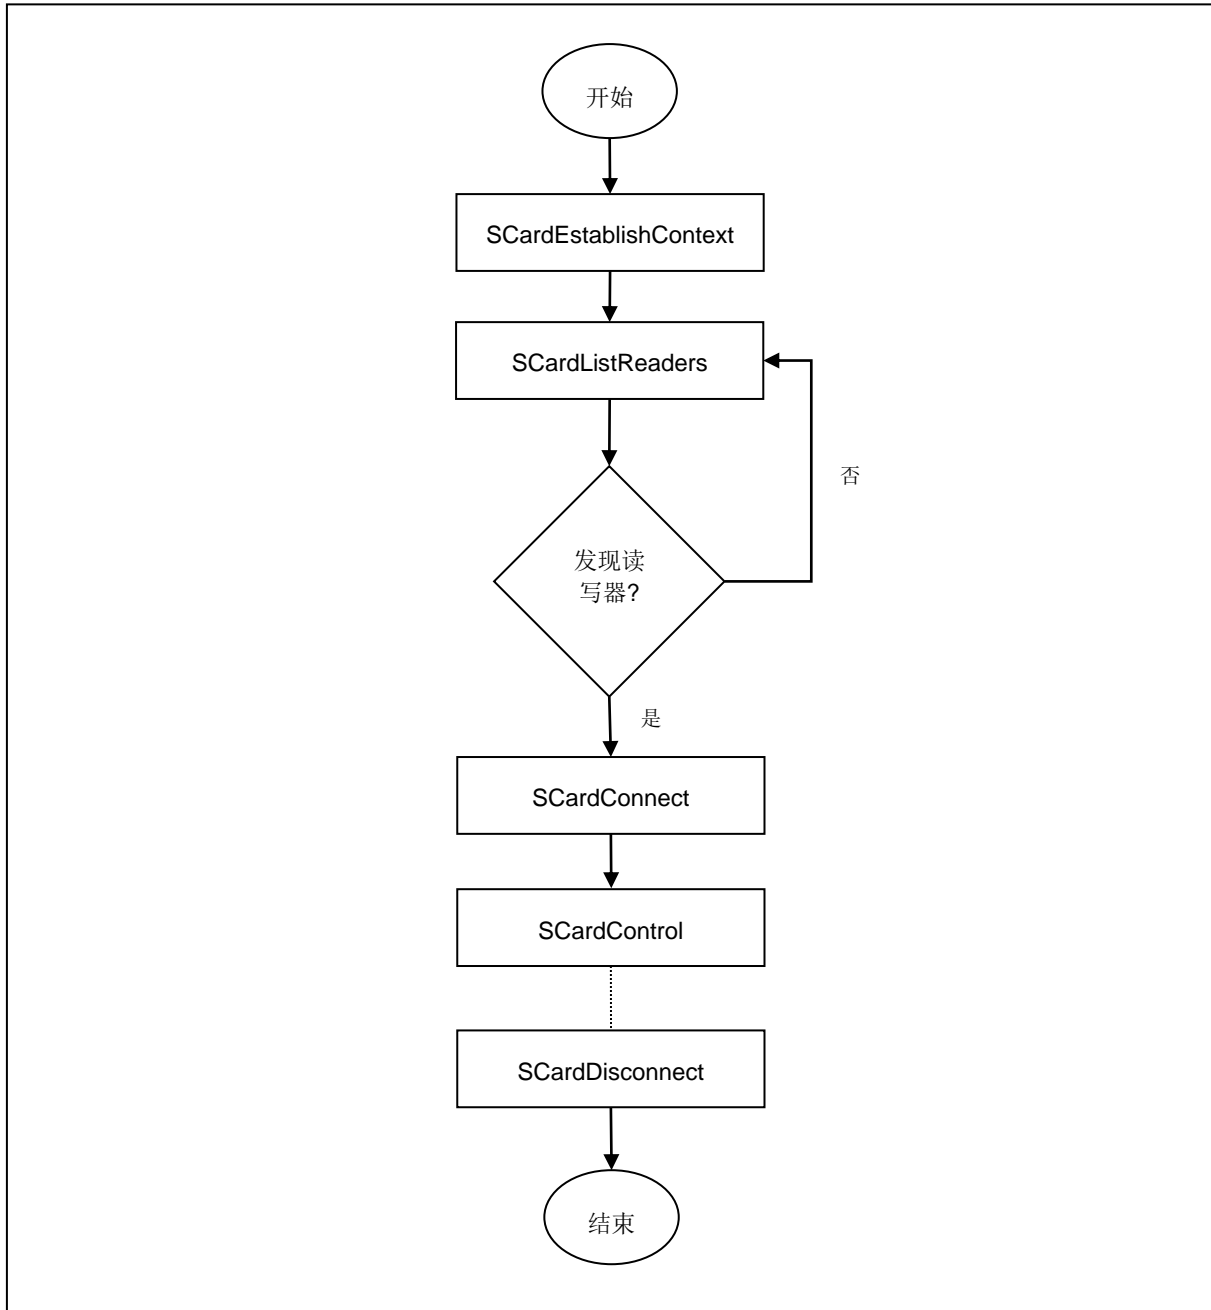 开始
SCardEstablishContext
SCardListReaders
否
发现读
写器?
是
SCardConnect
SCardControl
SCardDisconnect
结束